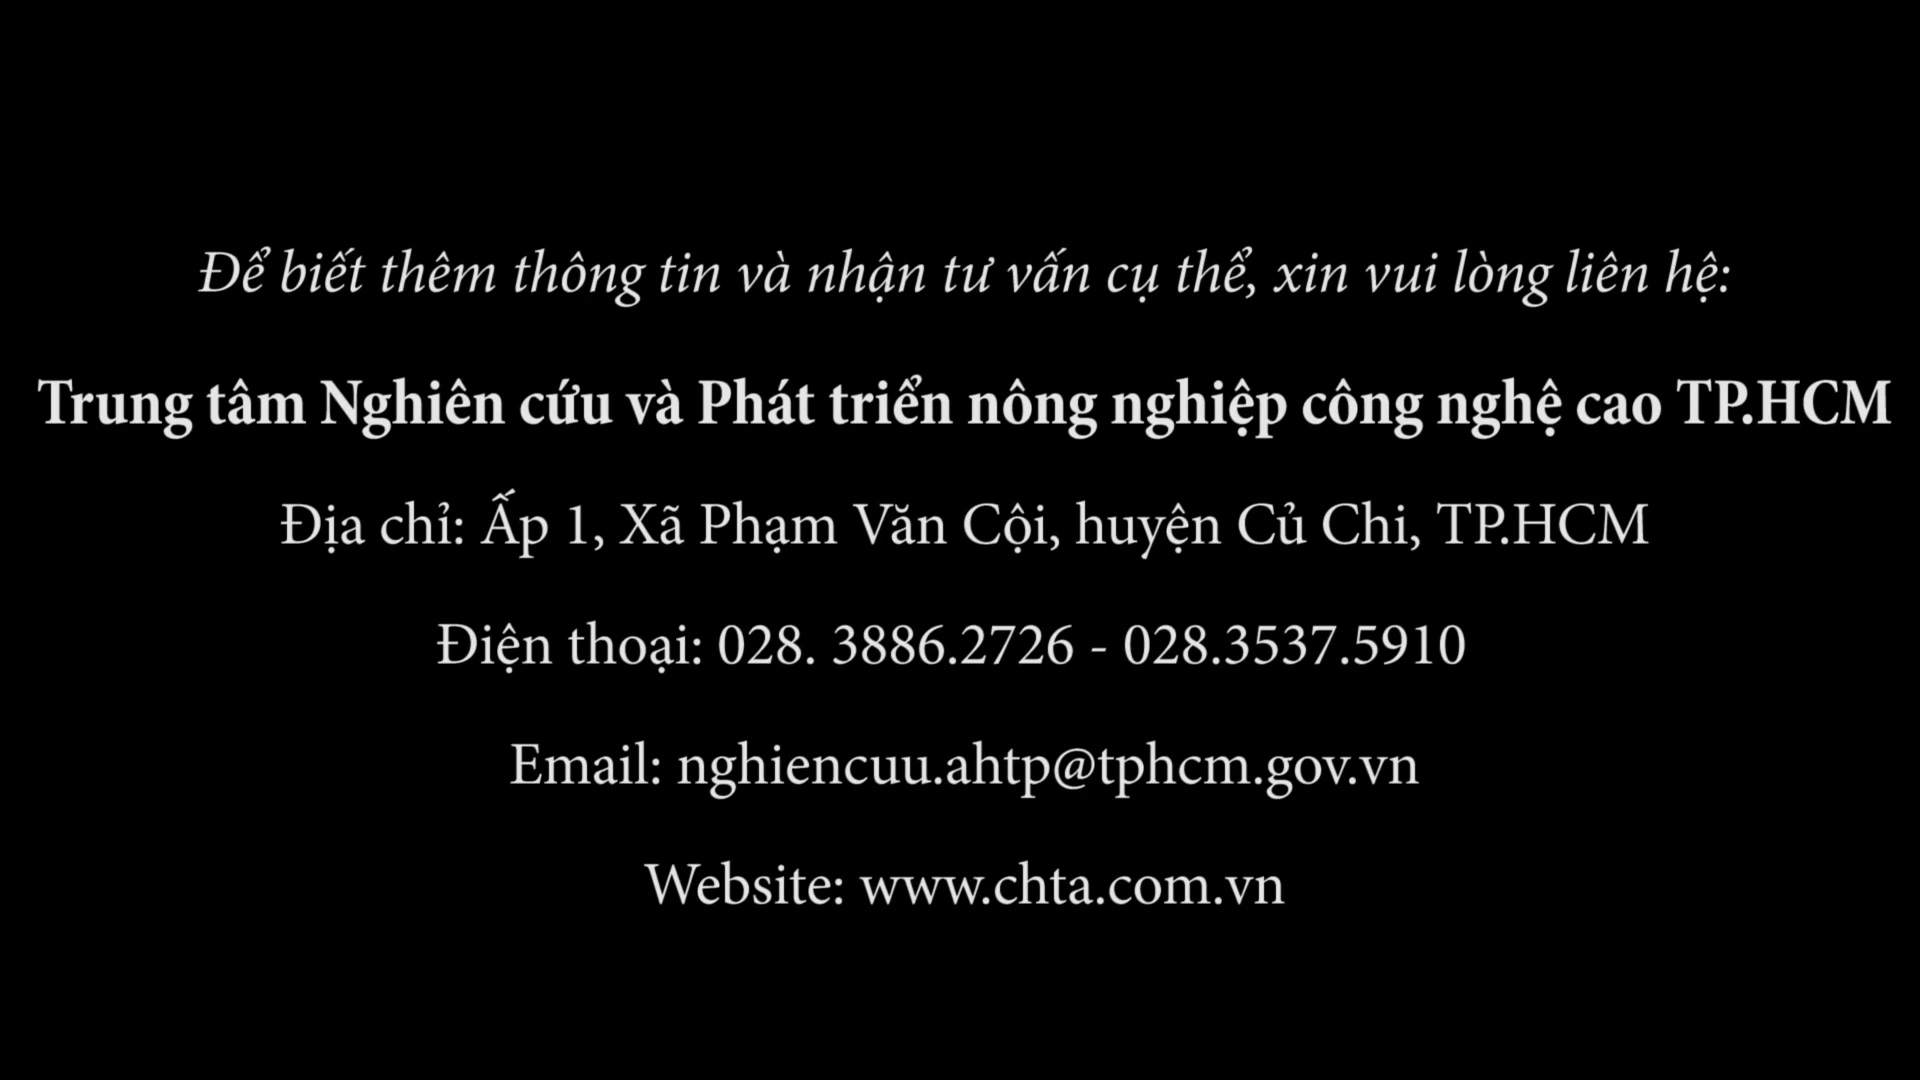 Để biết thêm thông tin và nhận tư vấn cụ thể, xin vui lòng liên hệ:
Trung tâm Nghiên cứu và Phát triển nông nghiệp công nghệ cao TP.HCM
Địa chỉ: Ấp 1, Xã Phạm Văn Cội, huyện Củ Chi, TP.HCM
Điện thoại: 028. 3886.2726 - 028.3537.5910
Email: nghiencuu.ahtp@tphcm.gov.vn
Website: www.chta.com.vn